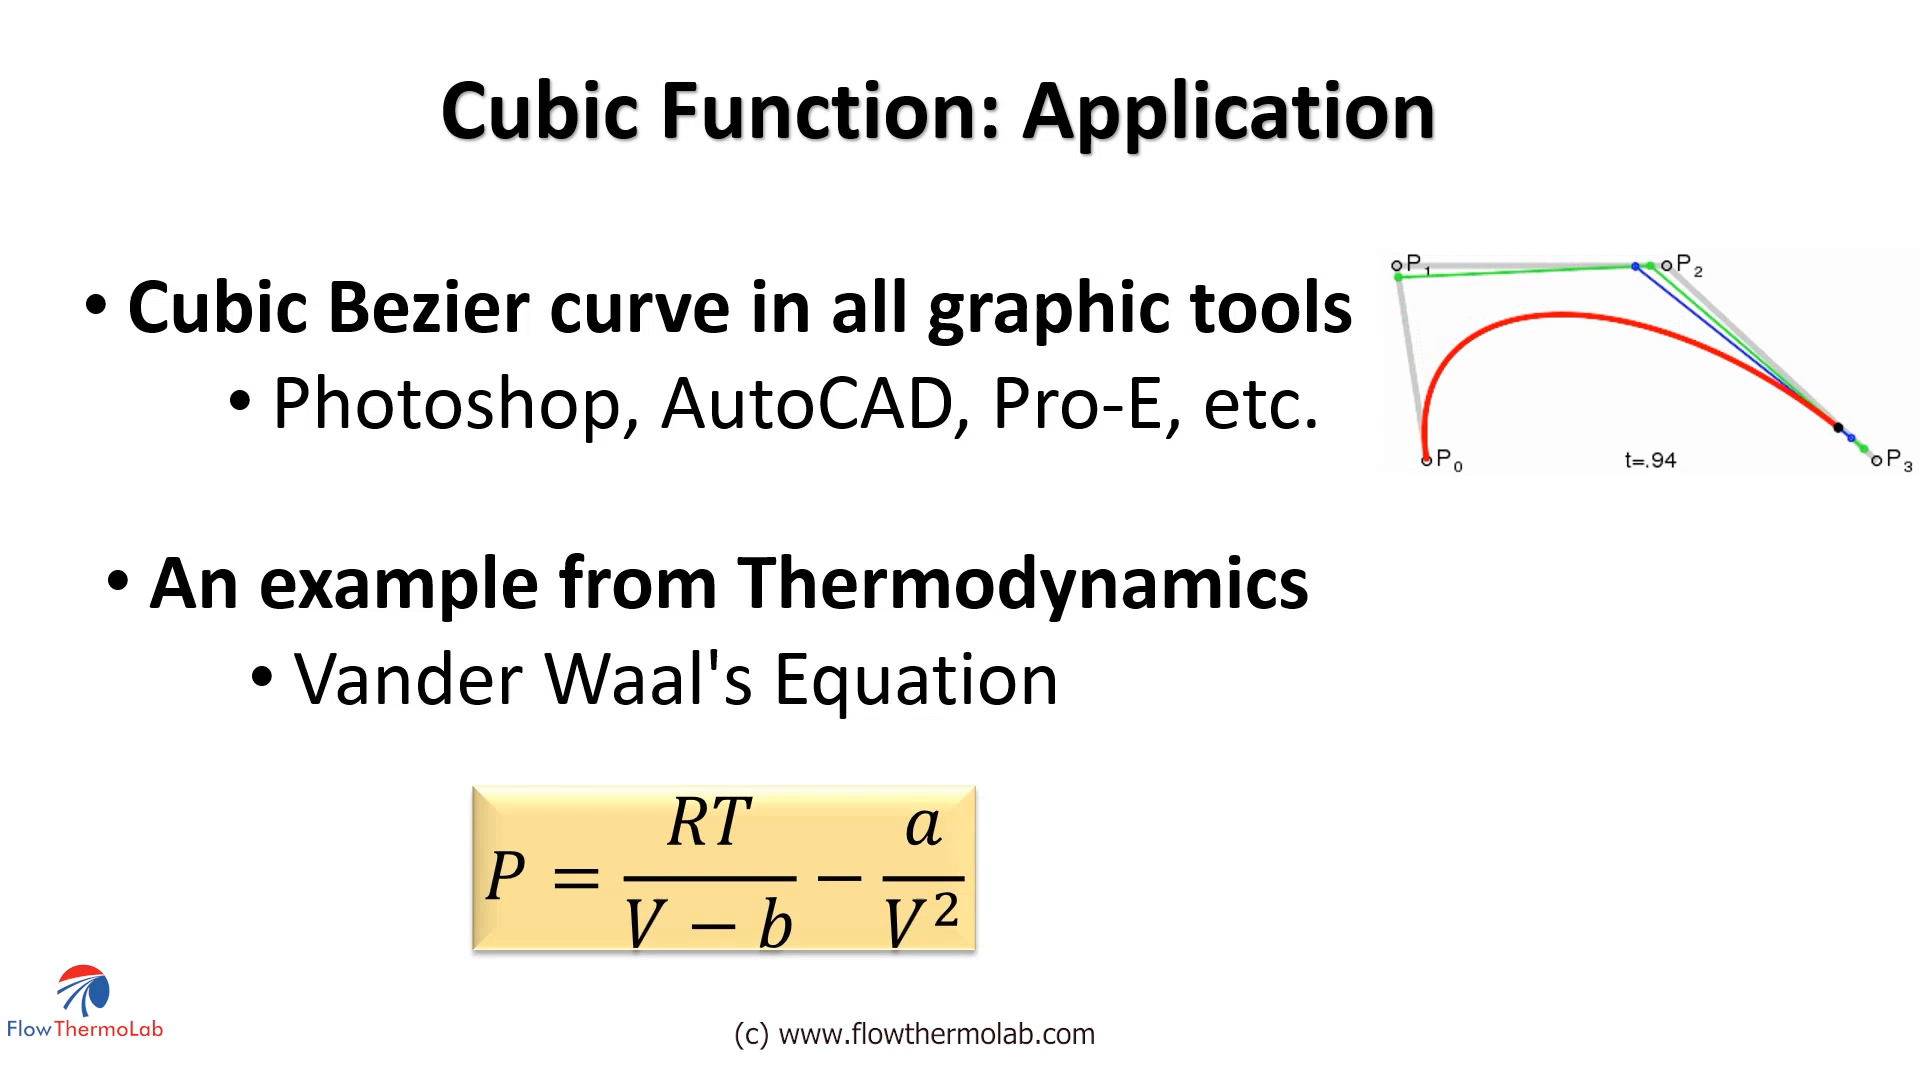 Cubic Function: Application
• Cubic Bezier curve in all graphic tools
• Photoshop, AutoCAD, Pro-E, etc.
P1
P2
P0
t=.94
P3
• An example from Thermodynamics
• Vander Waal's Equation
P = RT/(V − b) − a/V²
FlowThermoLab
(c) www.flowthermolab.com